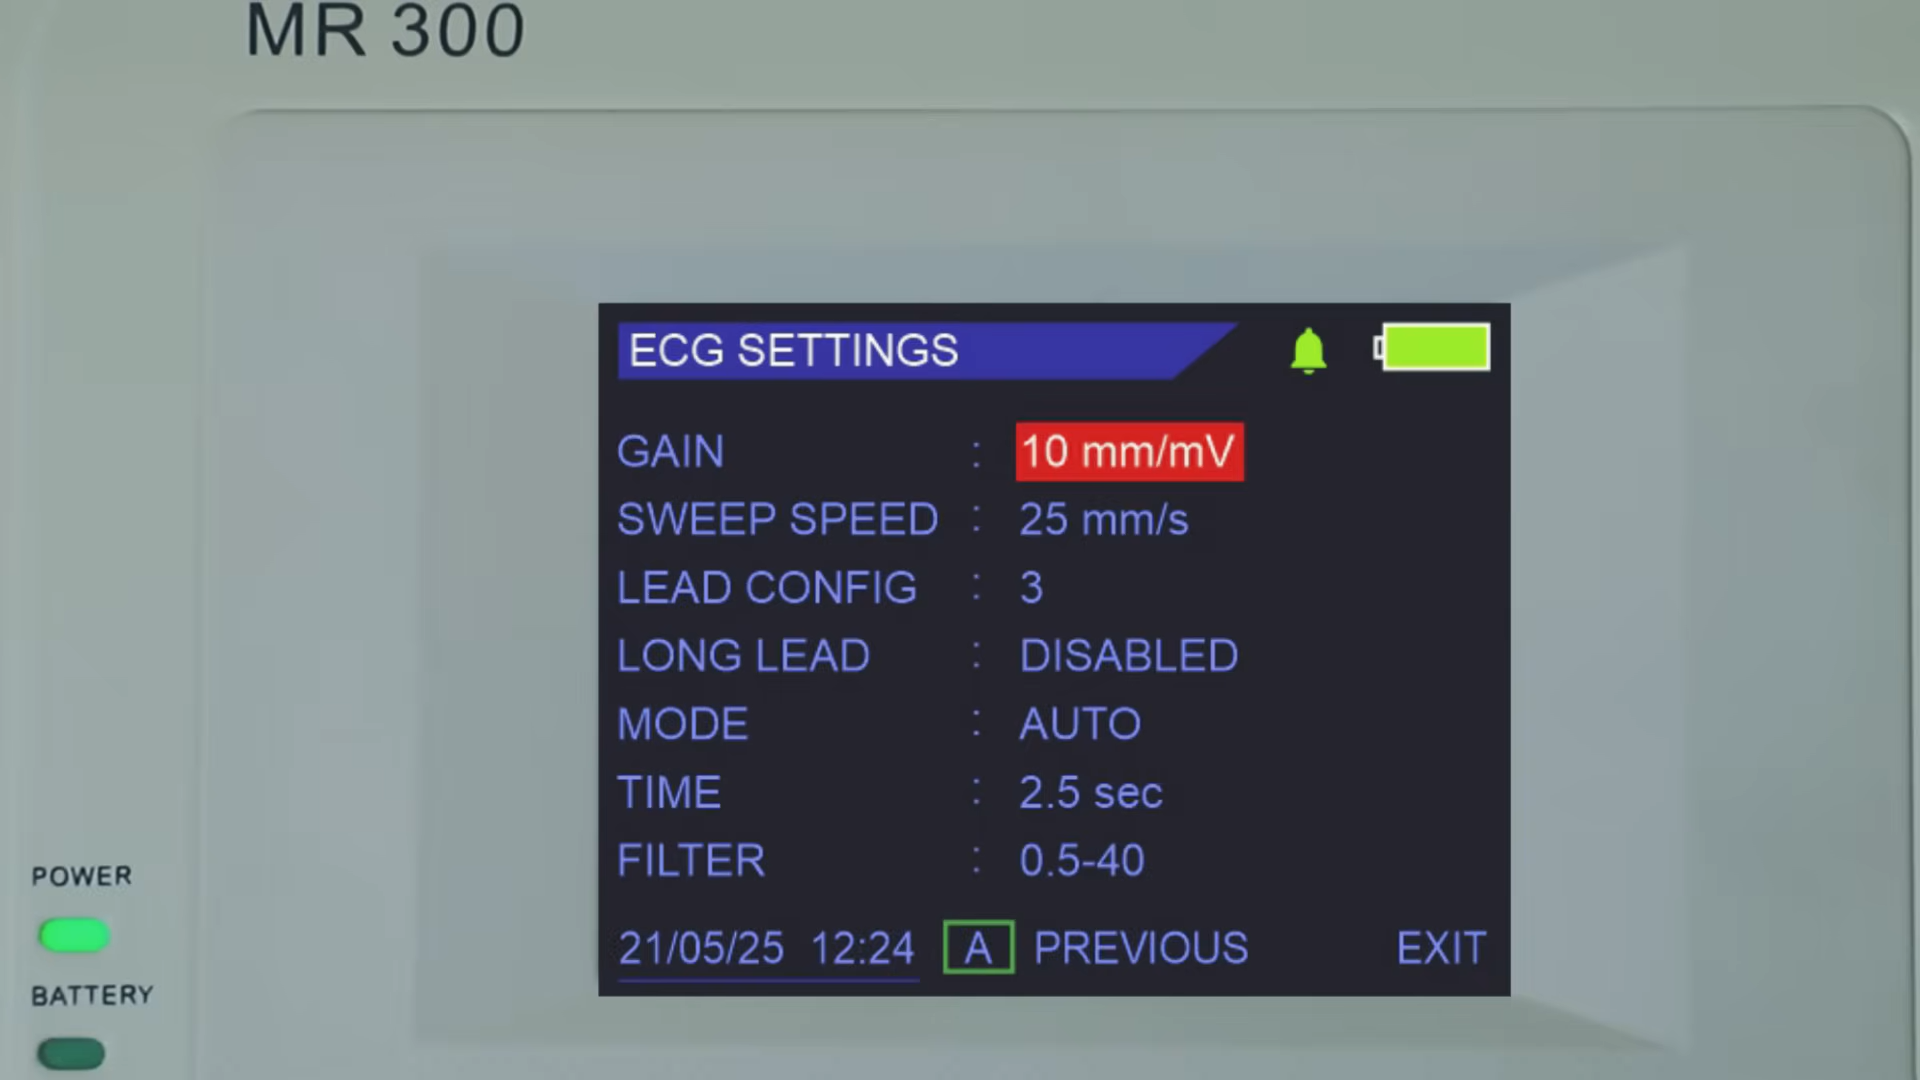 MR 300
ECG SETTINGS
GAIN : 10 mm/mV
SWEEP SPEED : 25 mm/s
LEAD CONFIG : 3
LONG LEAD : DISABLED
MODE : AUTO
TIME : 2.5 sec
FILTER : 0.5-40
21/05/25 12:24 A PREVIOUS EXIT
POWER
BATTERY